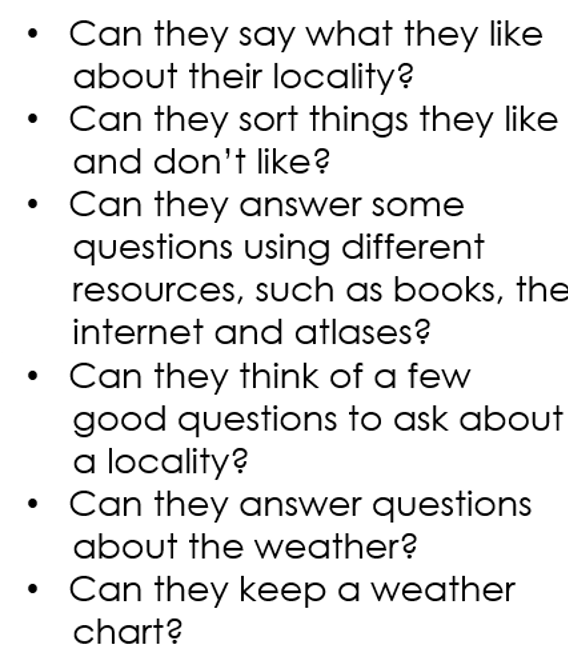 • Can they say what they like
about their locality?
• Can they sort things they like
and don't like?
• Can they answer some
questions using different
resources, such as books, the
internet and atlases?
• Can they think of a few
good questions to ask about
a locality?
• Can they answer questions
about the weather?
• Can they keep a weather
chart?